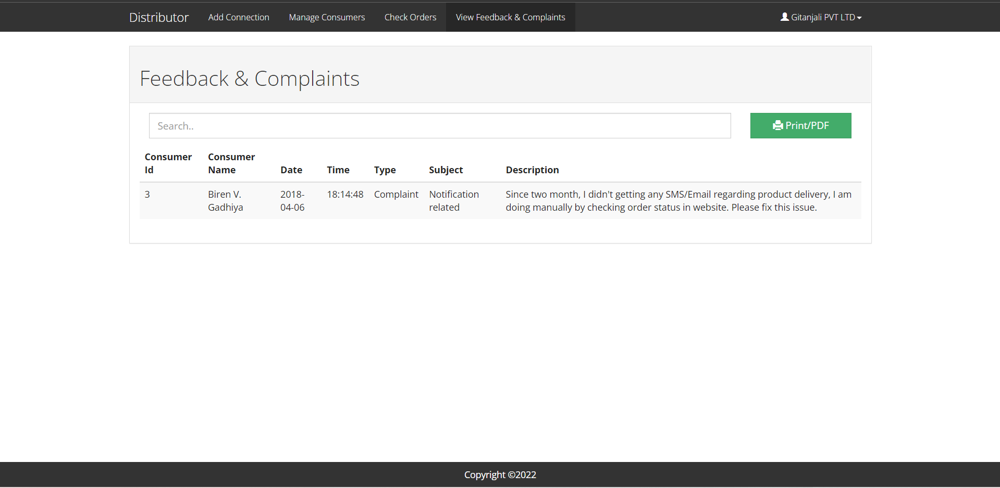 Distributor Add Connection Manage Consumers Check Orders View Feedback & Complaints Gitanjali PVT LTD
Feedback & Complaints
Search.. Print/PDF
Consumer Id Consumer Name Date Time Type Subject Description
3 Biren V. Gadhiya 2018-04-06 18:14:48 Complaint Notification related Since two month, I didn't getting any SMS/Email regarding product delivery, I am
doing manually by checking order status in website. Please fix this issue.
Copyright ©2022